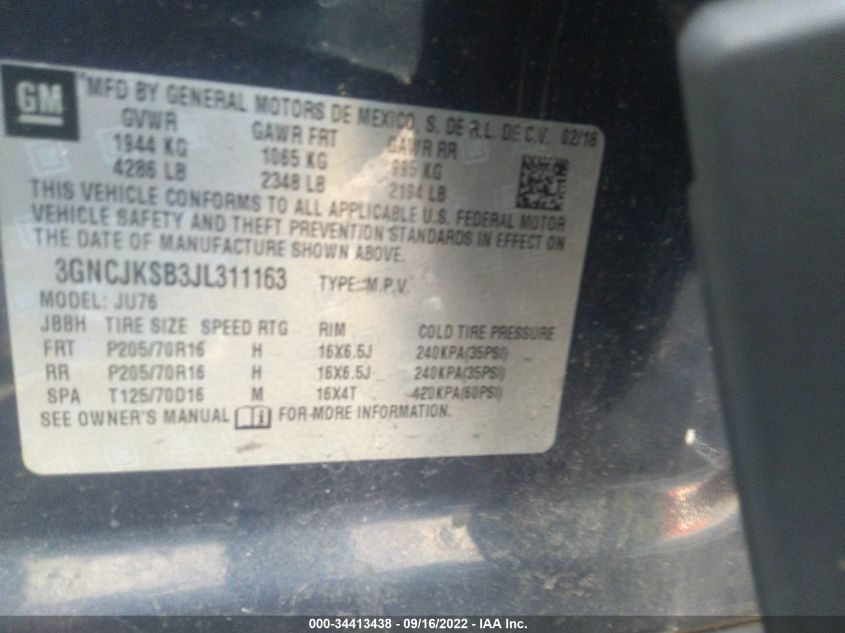 GM
*MFD BY GENERAL MOTORS DE MEXICO, S. DE R.L. DE C.V. 02/18
GVWR GAWR FRT GAWR RR
1944 KG 1065 KG 995 KG
4286 LB 2348 LB 2194 LB
THIS VEHICLE CONFORMS TO ALL APPLICABLE U.S. FEDERAL MOTOR
VEHICLE SAFETY AND THEFT PREVENTION STANDARDS IN EFFECT ON
THE DATE OF MANUFACTURE SHOWN ABOVE.
3GNCJKSB3JL311163 TYPE: M.P.V.
MODEL: JU76
JBBH TIRE SIZE SPEED RTG RIM COLD TIRE PRESSURE
FRT P205/70R16 H 16X6.5J 240KPA(35PSI)
RR P205/70R16 H 16X6.5J 240KPA(35PSI)
SPA T125/70D16 M 16X4T 420KPA(60PSI)
SEE OWNER'S MANUAL FOR MORE INFORMATION.
000-34413438 - 09/16/2022 - IAA Inc.